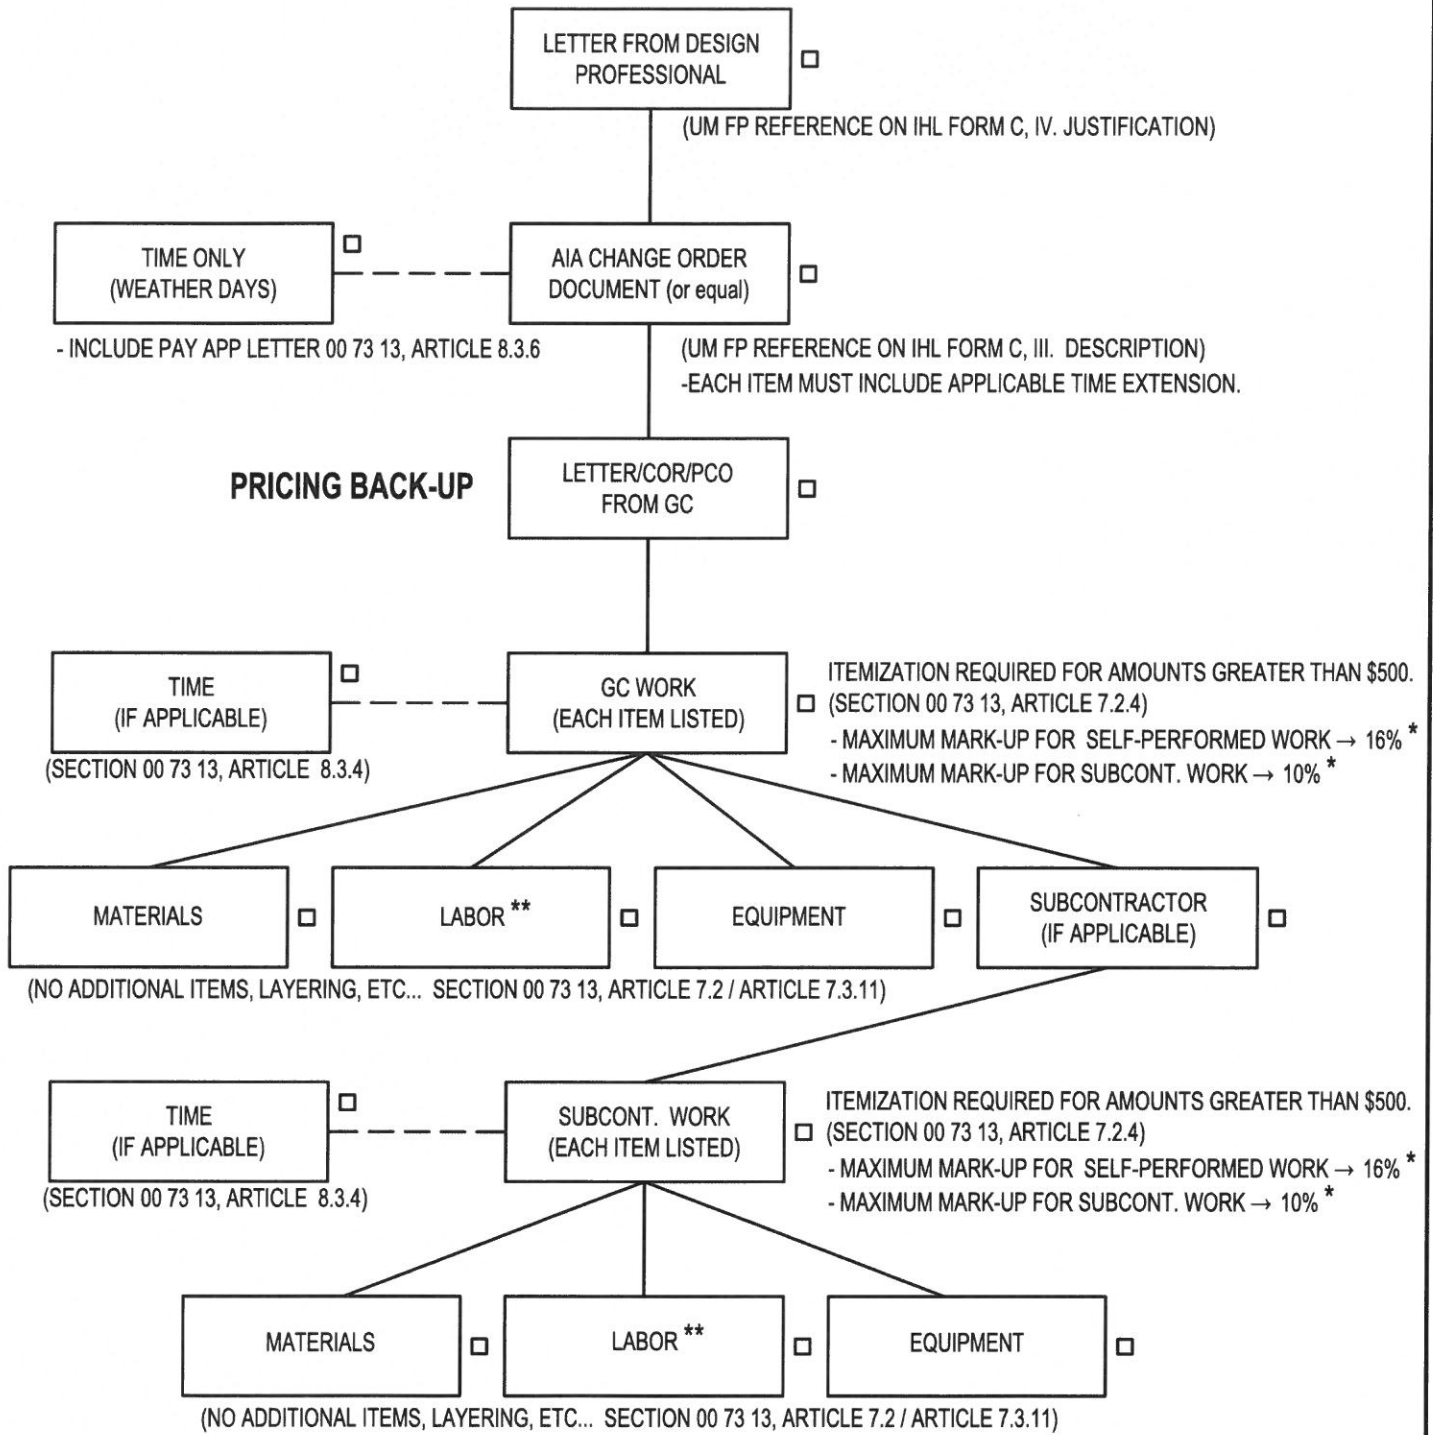 LETTER FROM DESIGN
PROFESSIONAL
(UM FP REFERENCE ON IHL FORM C, IV. JUSTIFICATION)
TIME ONLY
(WEATHER DAYS)
- INCLUDE PAY APP LETTER 00 73 13, ARTICLE 8.3.6
AIA CHANGE ORDER
DOCUMENT (or equal)
(UM FP REFERENCE ON IHL FORM C, III. DESCRIPTION)
-EACH ITEM MUST INCLUDE APPLICABLE TIME EXTENSION.
PRICING BACK-UP
LETTER/COR/PCO
FROM GC
TIME
(IF APPLICABLE)
(SECTION 00 73 13, ARTICLE 8.3.4)
GC WORK
(EACH ITEM LISTED)
ITEMIZATION REQUIRED FOR AMOUNTS GREATER THAN $500.
(SECTION 00 73 13, ARTICLE 7.2.4)
- MAXIMUM MARK-UP FOR SELF-PERFORMED WORK → 16% *
- MAXIMUM MARK-UP FOR SUBCONT. WORK → 10% *
MATERIALS
LABOR **
EQUIPMENT
SUBCONTRACTOR
(IF APPLICABLE)
(NO ADDITIONAL ITEMS, LAYERING, ETC... SECTION 00 73 13, ARTICLE 7.2 / ARTICLE 7.3.11)
TIME
(IF APPLICABLE)
(SECTION 00 73 13, ARTICLE 8.3.4)
SUBCONT. WORK
(EACH ITEM LISTED)
ITEMIZATION REQUIRED FOR AMOUNTS GREATER THAN $500.
(SECTION 00 73 13, ARTICLE 7.2.4)
- MAXIMUM MARK-UP FOR SELF-PERFORMED WORK → 16% *
- MAXIMUM MARK-UP FOR SUBCONT. WORK → 10% *
MATERIALS
LABOR **
EQUIPMENT
(NO ADDITIONAL ITEMS, LAYERING, ETC... SECTION 00 73 13, ARTICLE 7.2 / ARTICLE 7.3.11)